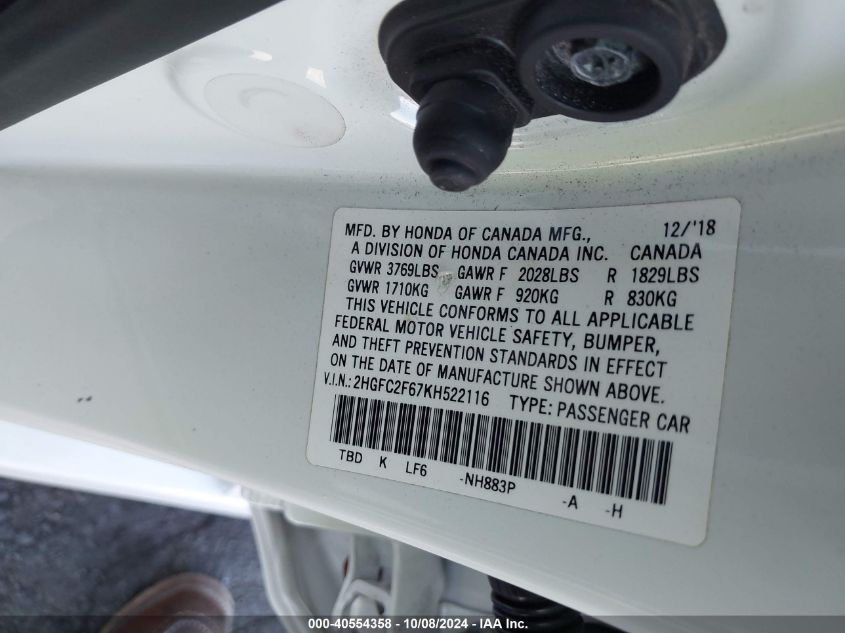 MFD. BY HONDA OF CANADA MFG., 12/'18
A DIVISION OF HONDA CANADA INC. CANADA
GVWR 3769LBS GAWR F 2028LBS R 1829LBS
GVWR 1710KG GAWR F 920KG R 830KG
THIS VEHICLE CONFORMS TO ALL APPLICABLE
FEDERAL MOTOR VEHICLE SAFETY, BUMPER,
AND THEFT PREVENTION STANDARDS IN EFFECT
ON THE DATE OF MANUFACTURE SHOWN ABOVE.
V.I.N.: 2HGFC2F67KH522116 TYPE: PASSENGER CAR
TBD K LF6 -NH883P -A -H
000-40554358 - 10/08/2024 - IAA Inc.